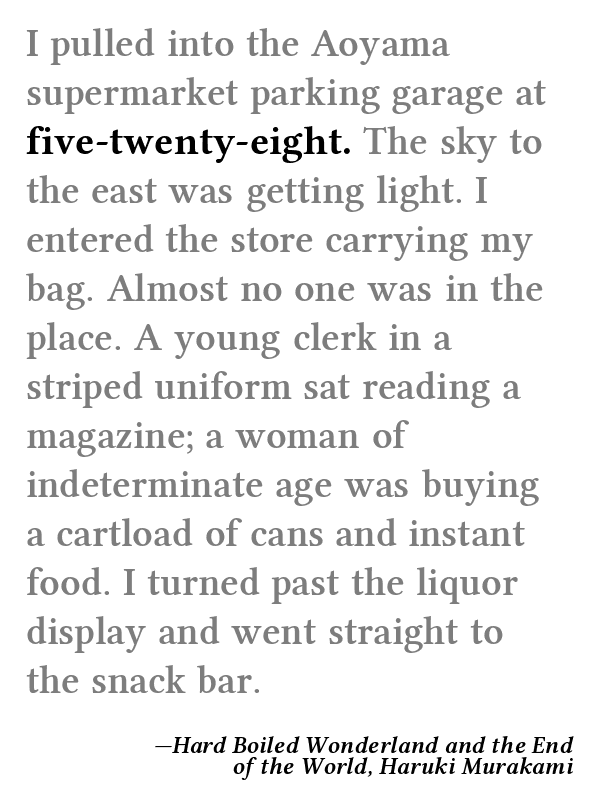 I pulled into the Aoyama
supermarket parking garage at
five-twenty-eight. The sky to
the east was getting light. I
entered the store carrying my
bag. Almost no one was in the
place. A young clerk in a
striped uniform sat reading a
magazine; a woman of
indeterminate age was buying
a cartload of cans and instant
food. I turned past the liquor
display and went straight to
the snack bar.
—Hard Boiled Wonderland and the End
of the World, Haruki Murakami